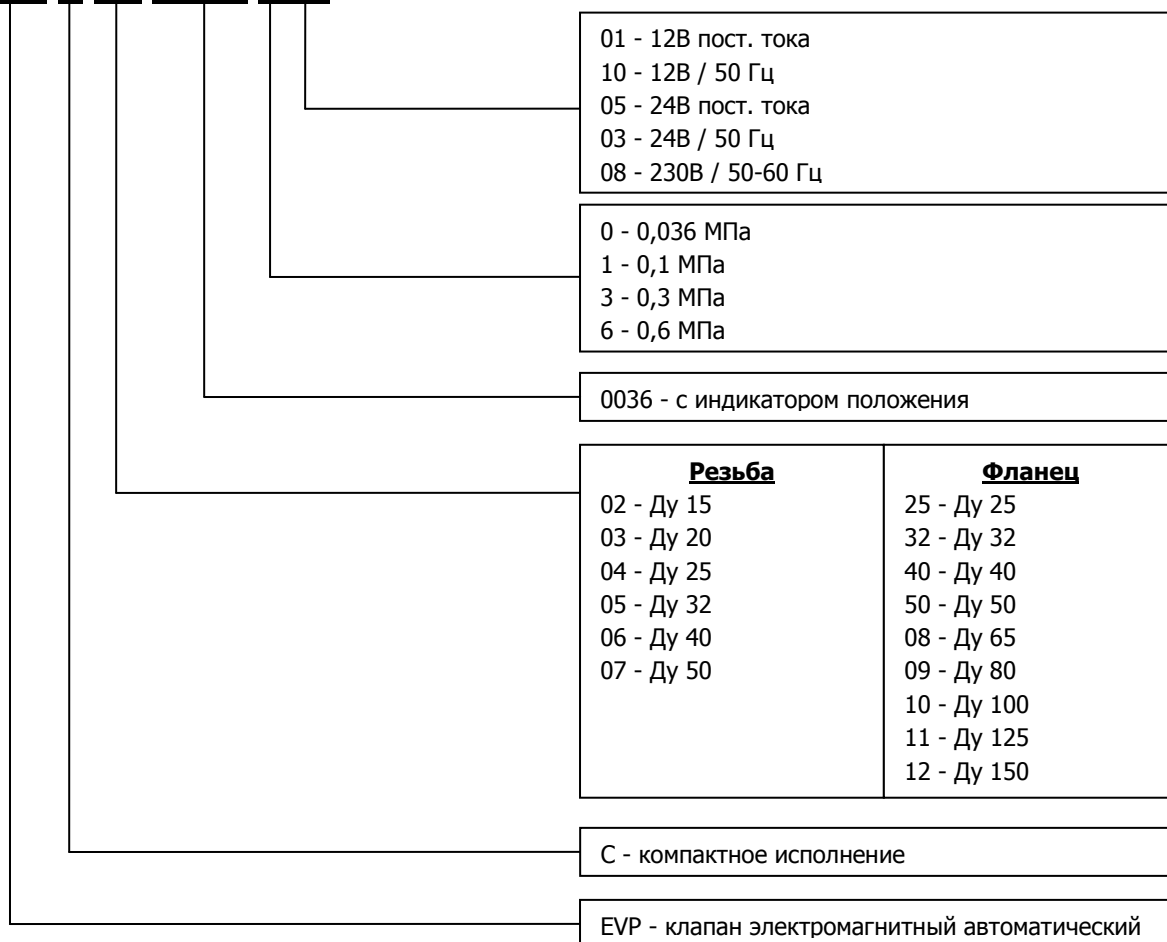 01 - 12В пост. тока
10 - 12В / 50 Гц
05 - 24В пост. тока
03 - 24В / 50 Гц
08 - 230В / 50-60 Гц
0 - 0,036 МПа
1 - 0,1 МПа
3 - 0,3 МПа
6 - 0,6 МПа
0036 - с индикатором положения
Резьба
02 - Ду 15
03 - Ду 20
04 - Ду 25
05 - Ду 32
06 - Ду 40
07 - Ду 50
Фланец
25 - Ду 25
32 - Ду 32
40 - Ду 40
50 - Ду 50
08 - Ду 65
09 - Ду 80
10 - Ду 100
11 - Ду 125
12 - Ду 150
С - компактное исполнение
EVP - клапан электромагнитный автоматический